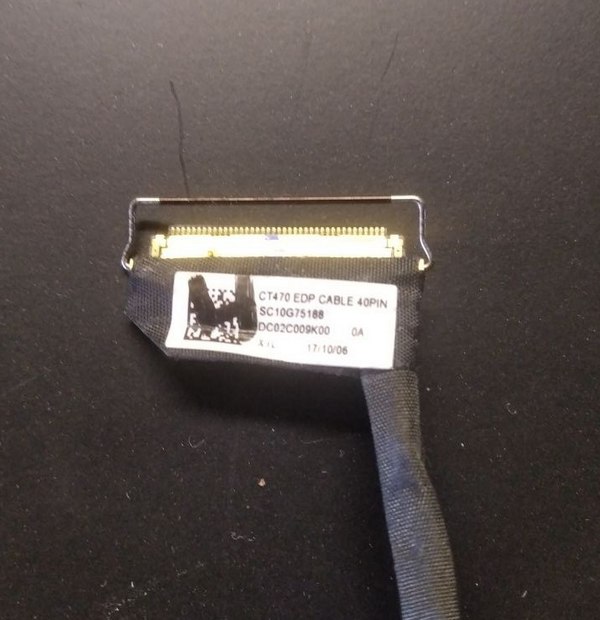 CT470 EDP CABLE 40PIN
SC10G75188
DC02C009K00 0A
17/10/06